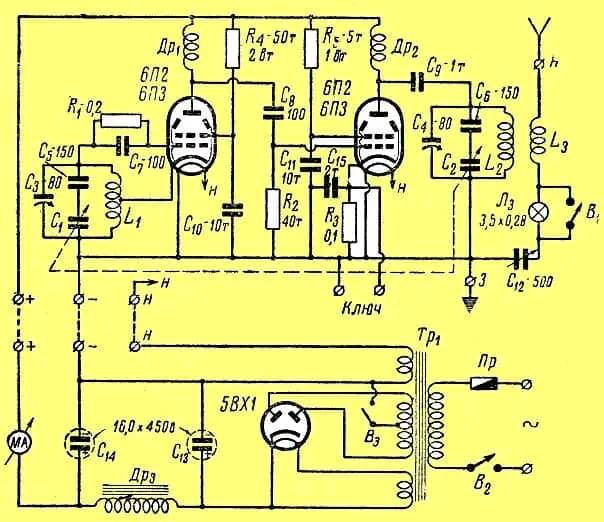 Др₁
R₄-50т
2вт
R₅-5т
1вт
Др₂
C₉-1т
6П2
6П3
6П2
6П3
C₆-150
h
R₁-0,2
C₈
100
C₄-80
L₃
C₅-150
C₇-100
C₁₁
10т
C₁₅
2т
C₂
L₂
C₃
80
H
H
Л₃
3,5×0,28
B₁
C₁
L₁
R₂
40т
R₃
0,1
C₁₀-10т
З
C₁₂-500
Ключ
+
-
H
+
-
H
Тр₁
Пр
5BX1
MA
16,0×450в
~
C₁₄
C₁₃
B₃
B₂
Др₃